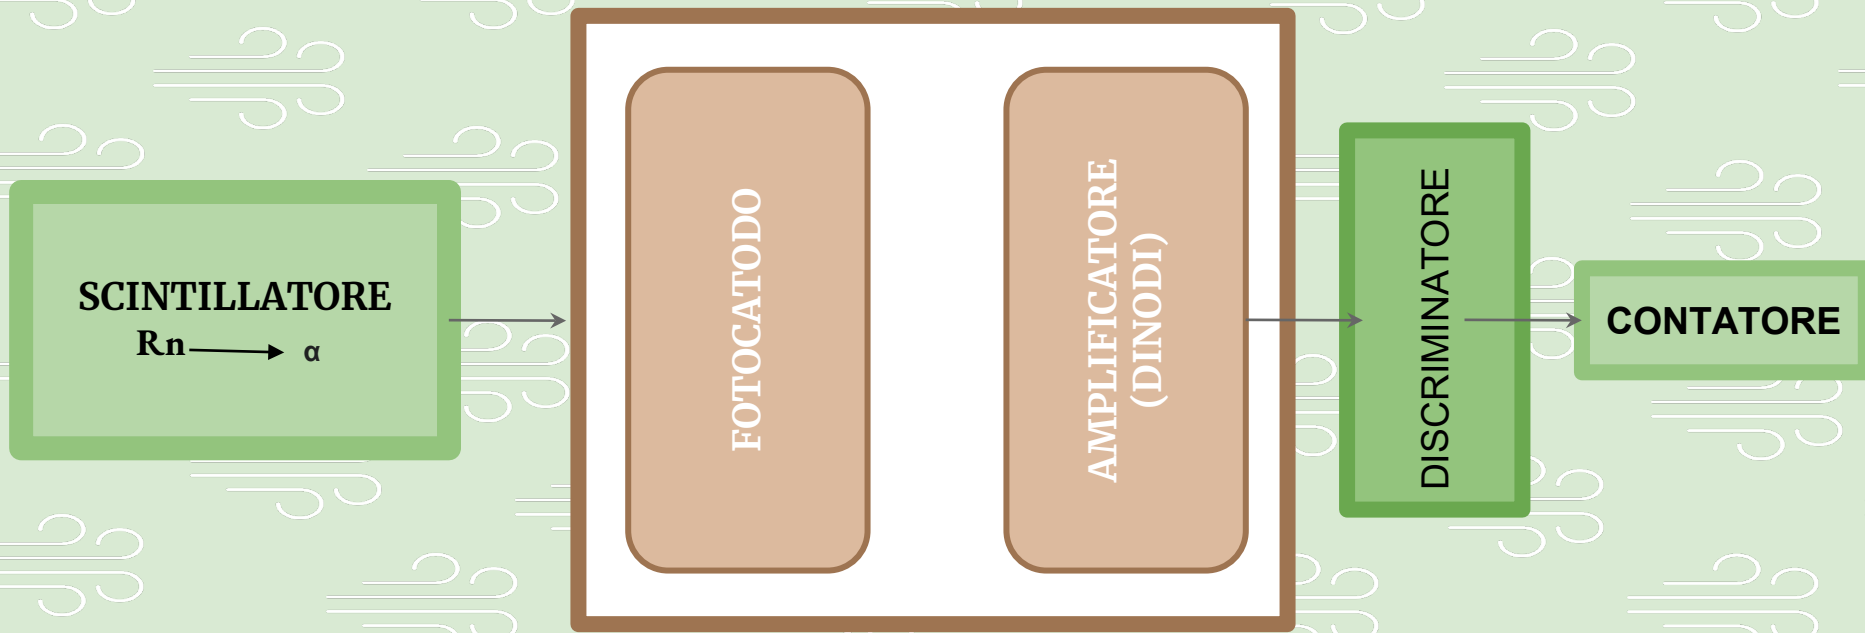 SCINTILLATORE
Rn α
FOTOCATODO
AMPLIFICATORE
(DINODI)
DISCRIMINATORE
CONTATORE